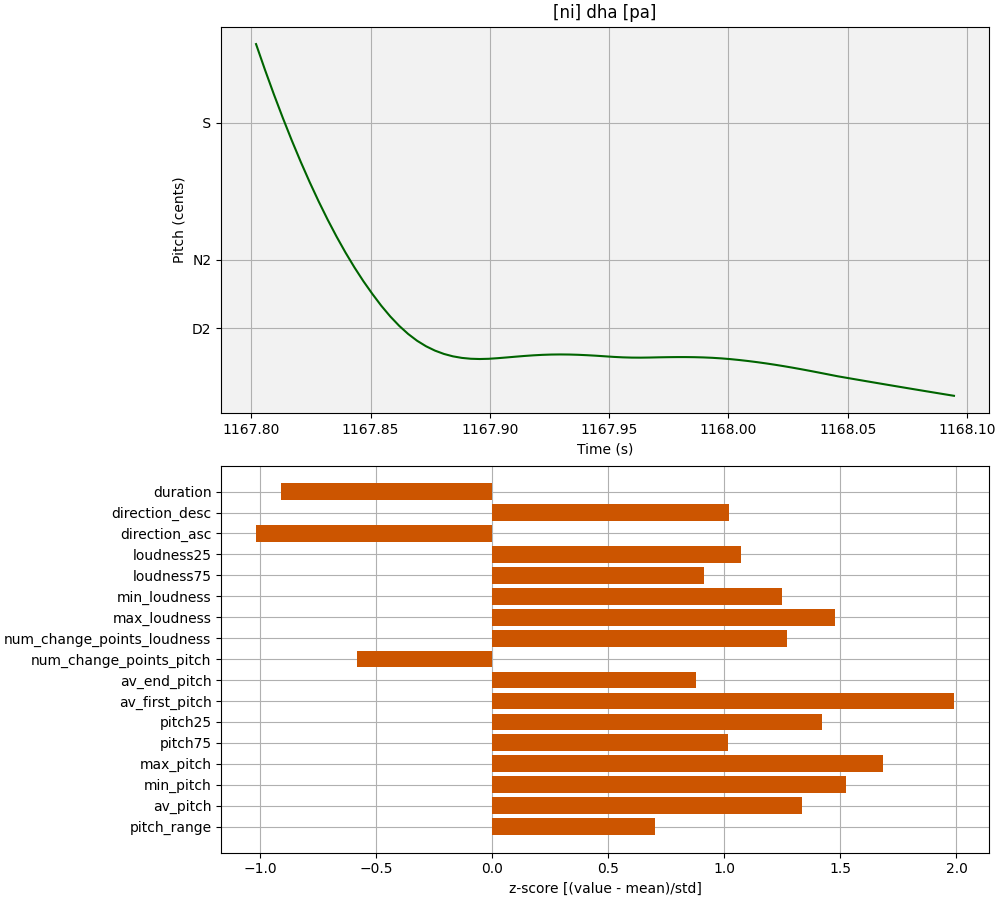 [ni] dha [pa]
S
N2
D2
Pitch (cents)
1167.80 1167.85 1167.90 1167.95 1168.00 1168.05 1168.10
Time (s)
duration
direction_desc
direction_asc
loudness25
loudness75
min_loudness
max_loudness
num_change_points_loudness
num_change_points_pitch
av_end_pitch
av_first_pitch
pitch25
pitch75
max_pitch
min_pitch
av_pitch
pitch_range
−1.0 −0.5 0.0 0.5 1.0 1.5 2.0
z-score [(value - mean)/std]